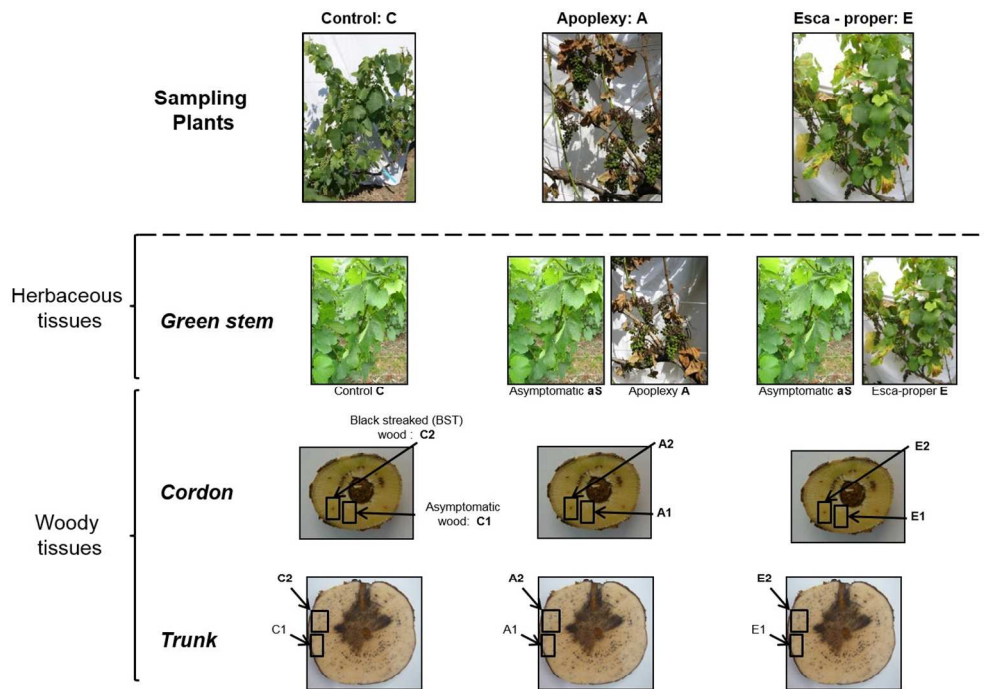 Control: C
Apoplexy: A
Esca - proper: E
Sampling
Plants
Herbaceous
tissues
Green stem
Control C
Asymptomatic aS
Apoplexy A
Asymptomatic aS
Esca-proper E
Woody
tissues
Cordon
Black streaked (BST)
wood : C2
Asymptomatic
wood: C1
A2
A1
E2
E1
Trunk
C2
C1
A2
A1
E2
E1